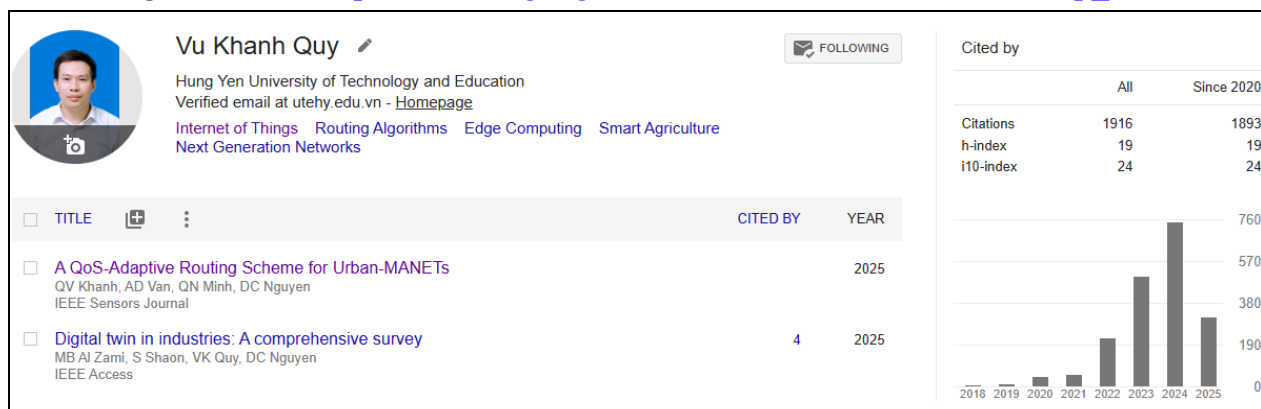 Vu Khanh Quy
FOLLOWING
Hung Yen University of Technology and Education
Verified email at utehy.edu.vn - Homepage
Internet of Things Routing Algorithms Edge Computing Smart Agriculture
Next Generation Networks
TITLE CITED BY YEAR
A QoS-Adaptive Routing Scheme for Urban-MANETs 2025
QV Khanh, AD Van, QN Minh, DC Nguyen
IEEE Sensors Journal
Digital twin in industries: A comprehensive survey 4 2025
MB Al Zami, S Shaon, VK Quy, DC Nguyen
IEEE Access
Cited by
All Since 2020
Citations 1916 1893
h-index 19 19
i10-index 24 24
760
570
380
190
0
2018 2019 2020 2021 2022 2023 2024 2025